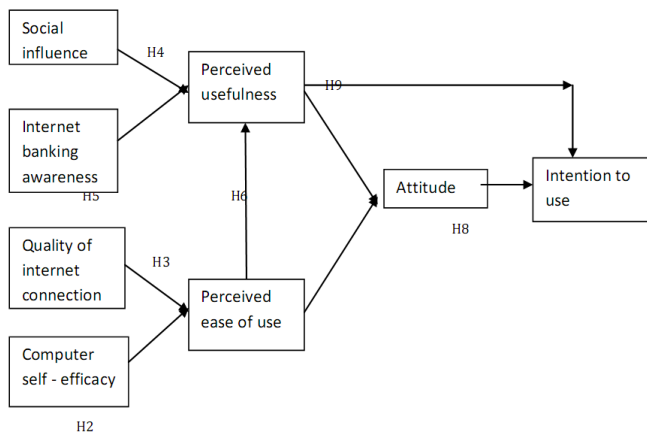 Social
influence
H4
Perceived
usefulness
H9
Internet
banking
awareness
H5
H6
Attitude
Intention to
use
H8
Quality of
internet
connection
H3
Perceived
ease of use
Computer
self - efficacy
H2